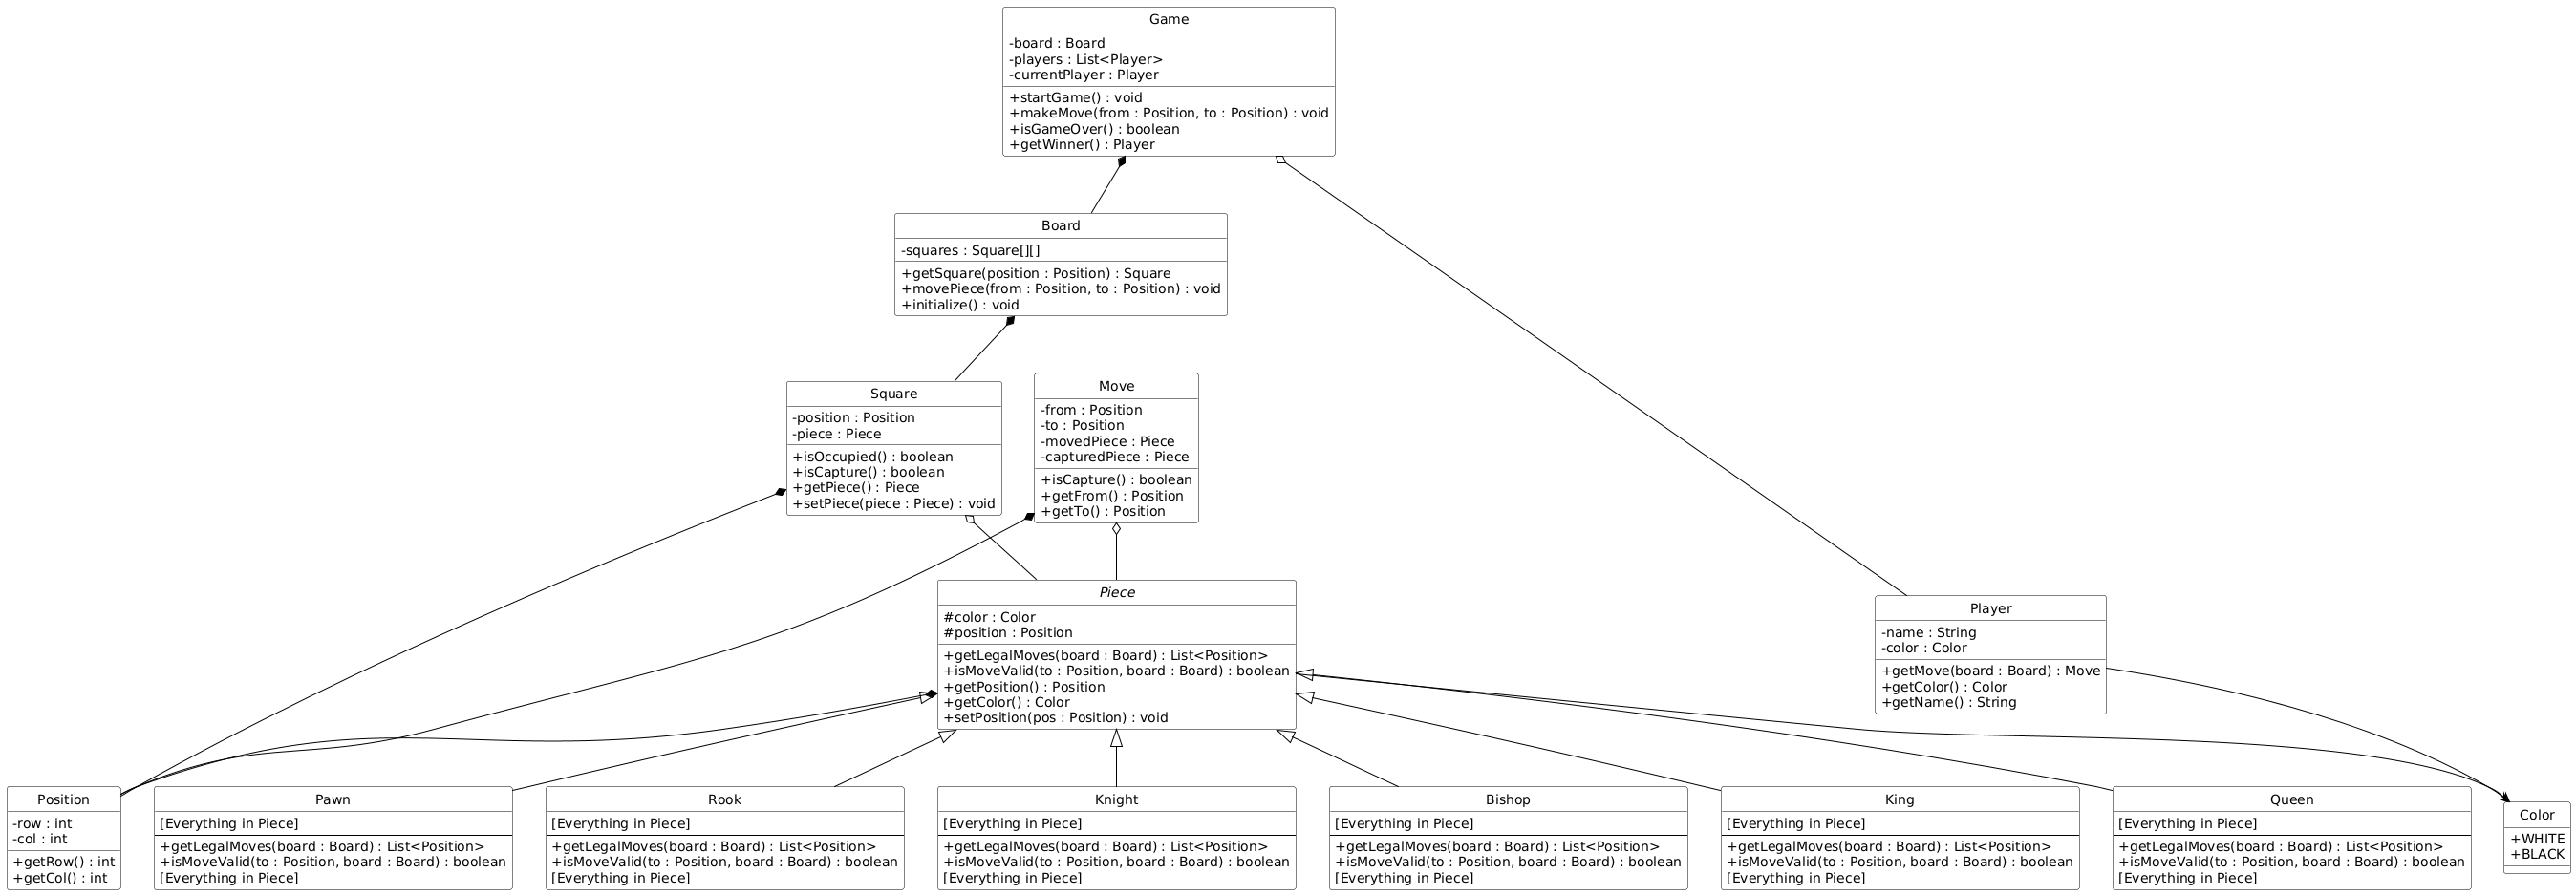 Game
-board : Board
-players : List<Player>
-currentPlayer : Player
+startGame() : void
+makeMove(from : Position, to : Position) : void
+isGameOver() : boolean
+getWinner() : Player
Board
-squares : Square[][]
+getSquare(position : Position) : Square
+movePiece(from : Position, to : Position) : void
+initialize() : void
Square
-position : Position
-piece : Piece
+isOccupied() : boolean
+isCapture() : boolean
+getPiece() : Piece
+setPiece(piece : Piece) : void
Move
-from : Position
-to : Position
-movedPiece : Piece
-capturedPiece : Piece
+isCapture() : boolean
+getFrom() : Position
+getTo() : Position
Piece
#color : Color
#position : Position
+getLegalMoves(board : Board) : List<Position>
+isMoveValid(to : Position, board : Board) : boolean
+getPosition() : Position
+getColor() : Color
+setPosition(pos : Position) : void
Player
-name : String
-color : Color
+getMove(board : Board) : Move
+getColor() : Color
+getName() : String
Position
-row : int
-col : int
+getRow() : int
+getCol() : int
Pawn
[Everything in Piece]
+getLegalMoves(board : Board) : List<Position>
+isMoveValid(to : Position, board : Board) : boolean
[Everything in Piece]
Rook
[Everything in Piece]
+getLegalMoves(board : Board) : List<Position>
+isMoveValid(to : Position, board : Board) : boolean
[Everything in Piece]
Knight
[Everything in Piece]
+getLegalMoves(board : Board) : List<Position>
+isMoveValid(to : Position, board : Board) : boolean
[Everything in Piece]
Bishop
[Everything in Piece]
+getLegalMoves(board : Board) : List<Position>
+isMoveValid(to : Position, board : Board) : boolean
[Everything in Piece]
King
[Everything in Piece]
+getLegalMoves(board : Board) : List<Position>
+isMoveValid(to : Position, board : Board) : boolean
[Everything in Piece]
Queen
[Everything in Piece]
+getLegalMoves(board : Board) : List<Position>
+isMoveValid(to : Position, board : Board) : boolean
[Everything in Piece]
Color
+WHITE
+BLACK